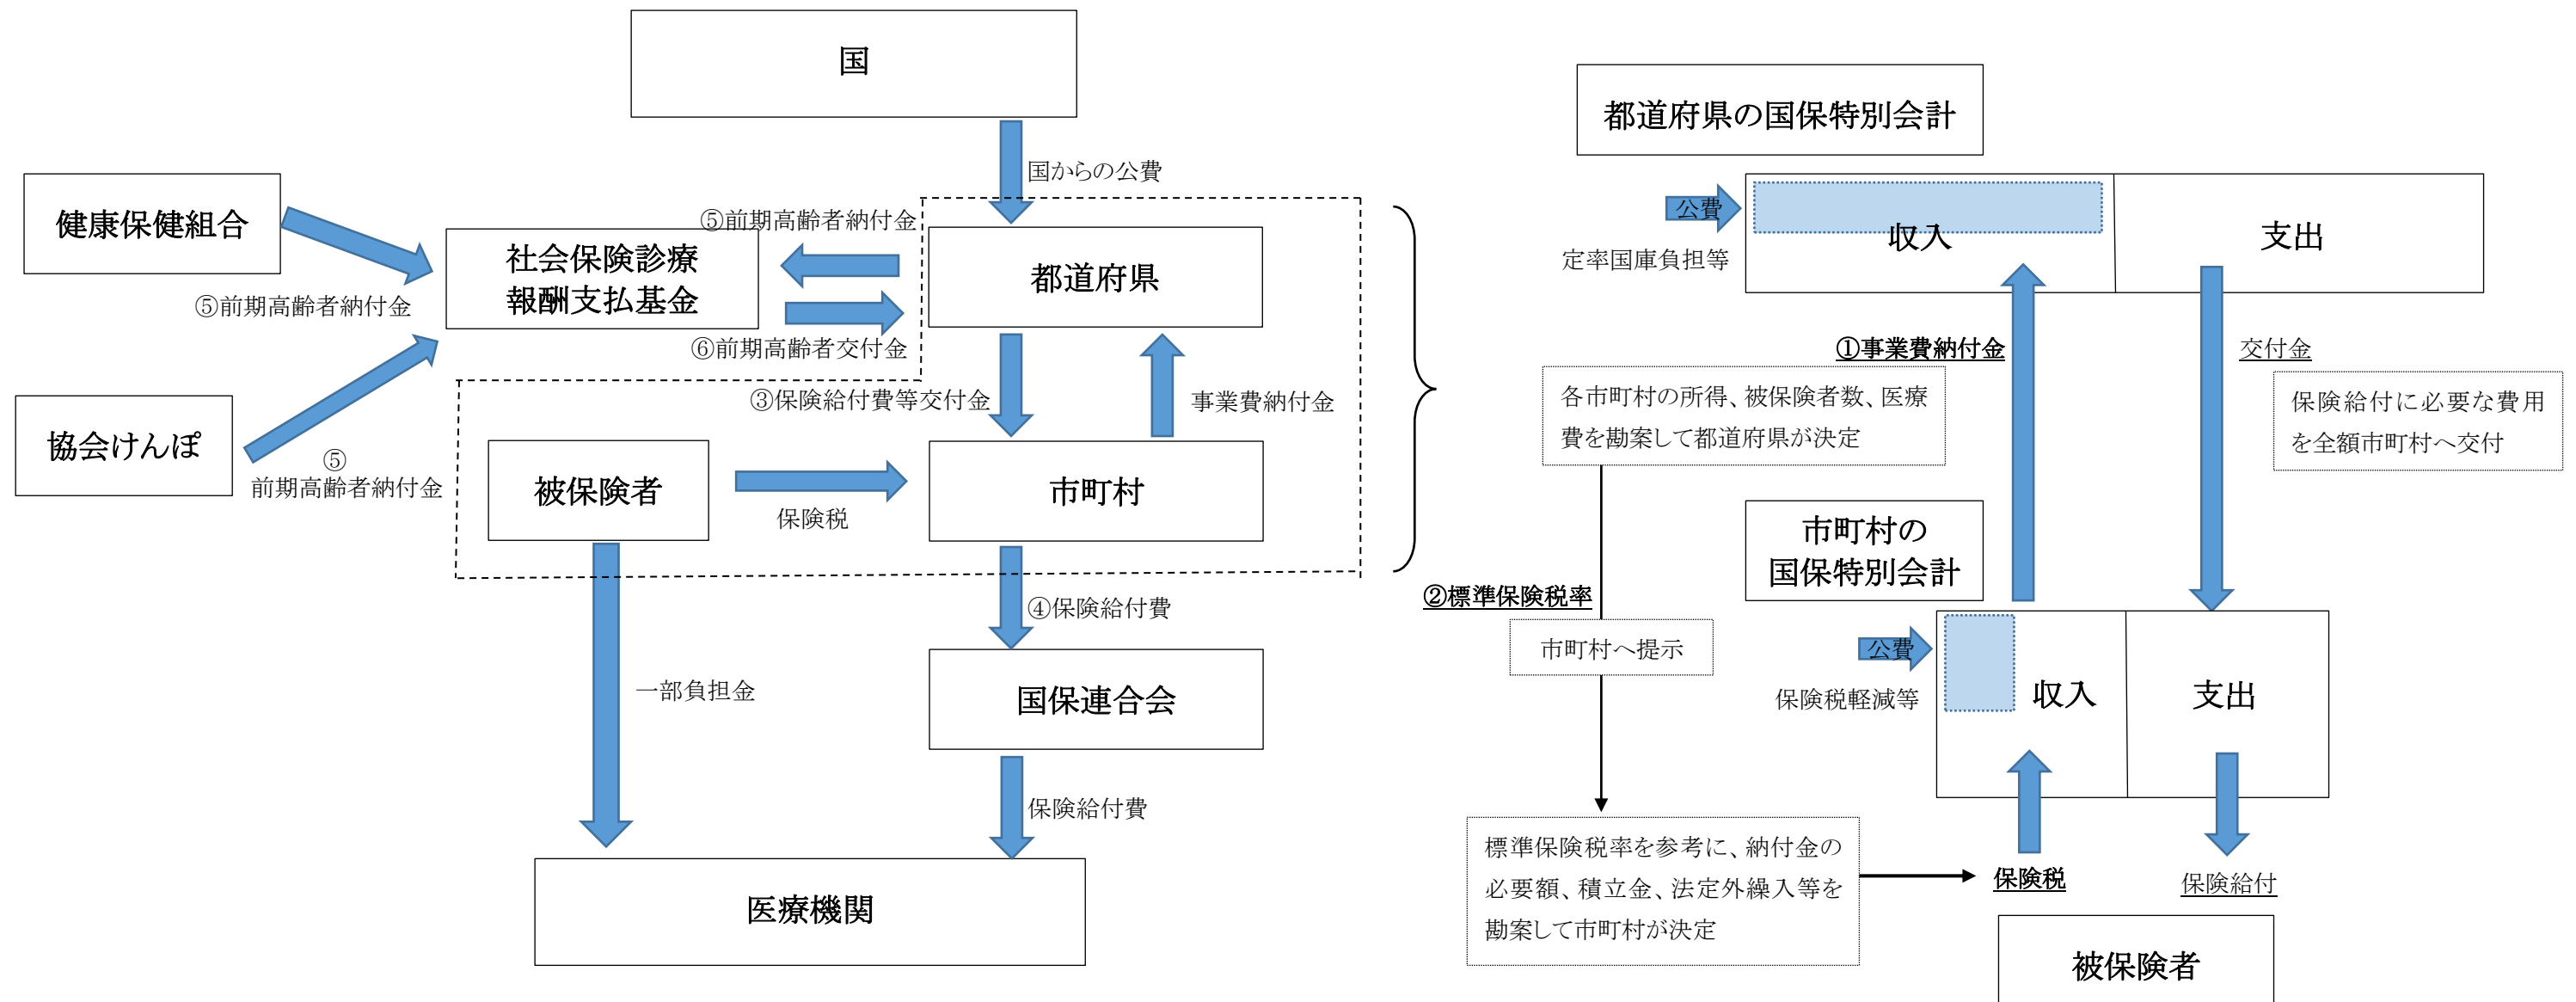 国
国からの公費
健康保健組合
⑤前期高齢者納付金
協会けんぽ
⑤
前期高齢者納付金
社会保険診療
報酬支払基金
⑤前期高齢者納付金
⑥前期高齢者交付金
都道府県
③保険給付費等交付金
事業費納付金
被保険者
保険税
市町村
④保険給付費
一部負担金
国保連合会
保険給付費
医療機関
都道府県の国保特別会計
公費
定率国庫負担等
収入
支出
①事業費納付金
各市町村の所得、被保険者数、医療
費を勘案して都道府県が決定
交付金
保険給付に必要な費用
を全額市町村へ交付
市町村の
国保特別会計
②標準保険税率
市町村へ提示
公費
保険税軽減等
収入
支出
標準保険税率を参考に、納付金の
必要額、積立金、法定外繰入等を
勘案して市町村が決定
保険税
保険給付
被保険者